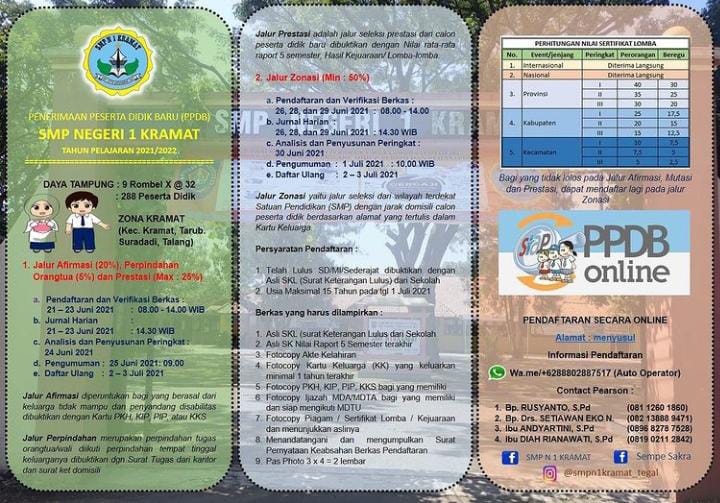 SMP N 1 KRAMAT
PENERIMAAN PESERTA DIDIK BARU (PPDB)
SMP NEGERI 1 KRAMAT
TAHUN PELAJARAN 2021/2022
DAYA TAMPUNG : 9 Rombel X @ 32
: 288 Peserta Didik
ZONA KRAMAT
(Kec. Kramat, Tarub.
Suradadi, Talang)
1. Jalur Afirmasi (20%), Perpindahan
Orangtua (5%) dan Prestasi (Max : 25%)
a. Pendaftaran dan Verifikasi Berkas :
21 – 23 Juni 2021 : 08.00 - 14.00 WIB
b. Jurnal Harian :
21 – 23 Juni 2021 : 14.30 WIB
c. Analisis dan Penyusunan Peringkat :
24 Juni 2021
d. Pengumuman : 25 Juni 2021: 09.00
e. Daftar Ulang : 2 – 3 Juli 2021
Jalur Afirmasi diperuntukan bagi yang berasal dari
keluarga tidak mampu dan penyandang disabilitas
dibuktikan dengan Kartu PKH, KIP, PIP, atau KKS
Jalur Perpindahan merupakan perpindahan tugas
orangtua/wali diikuti perpindahan tempat tinggal
keluarganya dibuktikan dgn Surat Tugas dari kantor
dan surat ket domisili
Jalur Prestasi adalah jalur seleksi prestasi dari calon
peserta didik baru dibuktikan dengan Nilai rata-rata
raport 5 semester, Hasil Kejuaraan/ Lomba-lomba.
2. Jalur Zonasi (Min : 50%)
a. Pendaftaran dan Verifikasi Berkas :
26, 28, dan 29 Juni 2021 : 08.00 - 14.00
b. Jurnal Harian :
26, 28, dan 29 Juni 2021 : 14.30 WIB
c. Analisis dan Penyusunan Peringkat :
30 Juni 2021
d. Pengumuman : 1 Juli 2021 : 10.00 WIB
e. Daftar Ulang : 2 – 3 Juli 2021
Jalur Zonasi yaitu jalur seleksi dari wilayah terdekat
Satuan Pendidikan (SMP) dengan jarak domisili calon
peserta didik berdasarkan alamat yang tertulis dalam
Kartu Keluarga
Persyaratan Pendaftaran :
1. Telah Lulus SD/MI/Sederajat dibuktikan dengan
Asli SKL (Surat Keterangan Lulus) dari Sekolah
2. Usa Maksimal 15 Tahun pada tgl 1 Juli 2021
Berkas yang harus dilampirkan :
1. Asli SKL (surat Keterangan Lulus dari Sekolah
2. Asli SK Nilai Raport 5 Semester terakhir
3. Fotocopy Akte Kelahiran
4. Fotocopy Kartu Keluarga (KK) yang keluarkan
minimal 1 tahun terakhir
5. Fotocopy PKH, KIP, PIP, KKS bagi yang memiliki
6. Fotocopy Ijazah MDA/MDTA bagi yang memiliki
dan siap mengikuti MDTU
7. Fotocopy Piagam / Sertifikat Lomba / Kejuaraan
dan menunjukkan aslinya
8. Menandatangani dan mengumpulkan Surat
Pernyataan Keabsahan Berkas Pendaftaran
9. Pas Photo 3 x 4 = 2 lembar
PERHITUNGAN NILAI SERTIFIKAT LOMBA
No. Event/jenjang Peringkat Perorangan Beregu
1. Internasional Diterima Langsung
2. Nasional Diterima Langsung
3. Provinsi I 40 30
II 35 25
III 30 20
4. Kabupaten I 25 17,5
II 20 15
III 15 12,5
5. Kecamatan I 10 7,5
II 7,5 5
III 5 2,5
Bagi yang tidak lolos pada Jalur Afirmasi, Mutasi
dan Prestasi, dapat mendaftar lagi pada jalur
Zonasi
PPDB
online
PENDAFTARAN SECARA ONLINE
Alamat : menyusul
Informasi Pendaftaran
Wa.me/+6288802887517 (Auto Operator)
Contact Pearson :
1. Bp. RUSYANTO, S.Pd (081 1260 1860)
2. Bp. Drs. SETIAWAN EKO N. (082 13888 9471)
3. Ibu ANDYARTINI, S.Pd (0896 8278 7528)
4. Ibu DIAH RIANAWATI, S.Pd (0819 0211 2842)
SMP N 1 KRAMAT Sempe Sakra
@smpn1kramat_tegal